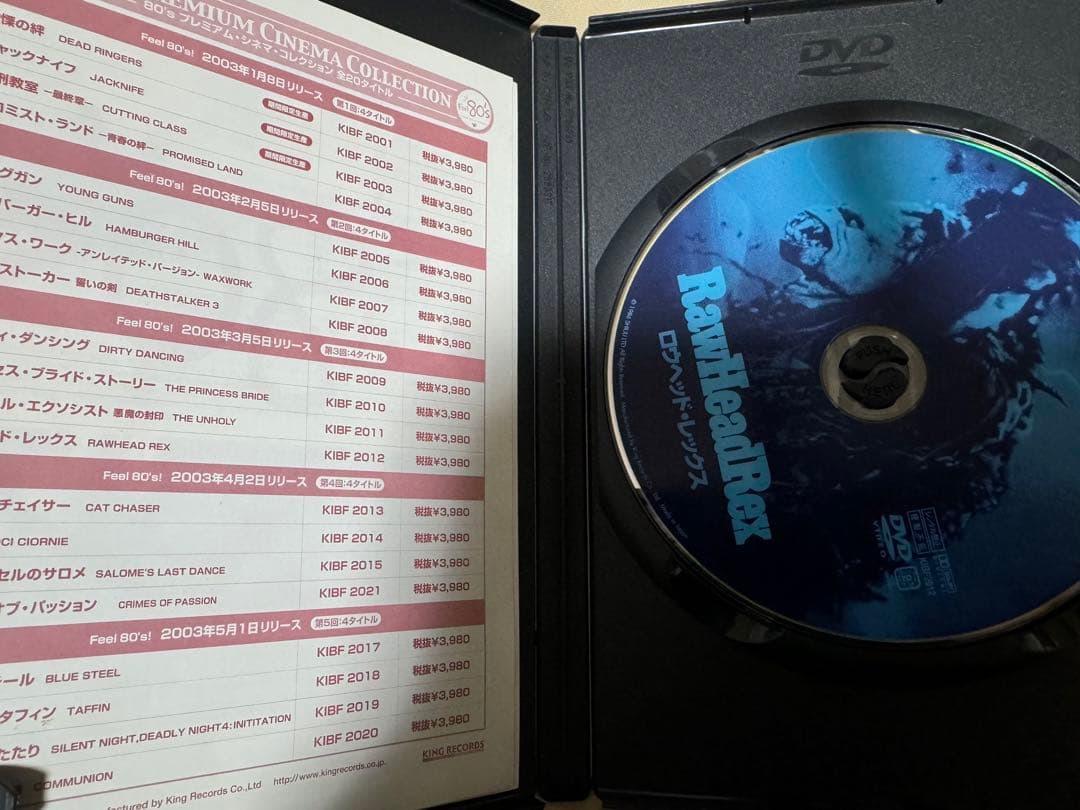 PREMIUM CINEMA COLLECTION
80's プレミアム・シネマ・コレクション 全20タイトル
Feel 80's
Feel 80's! 2003年1月8日リリース 第1回:4タイトル
慄の絆 DEAD RINGERS 期間限定生産 KIBF 2001 税抜¥3,980
ャックナイフ JACKNIFE 期間限定生産 KIBF 2002 税抜¥3,980
刑教室 −最終章− CUTTING CLASS 期間限定生産 KIBF 2003 税抜¥3,980
ロミスト・ランド −青春の絆− PROMISED LAND KIBF 2004 税抜¥3,980
Feel 80's! 2003年2月5日リリース 第2回:4タイトル
グガン YOUNG GUNS KIBF 2005 税抜¥3,980
バーガー・ヒル HAMBURGER HILL KIBF 2006 税抜¥3,980
クス・ワーク -アンレイテッド・バージョン- WAXWORK KIBF 2007 税抜¥3,980
ストーカー 誓いの剣 DEATHSTALKER 3 KIBF 2008 税抜¥3,980
Feel 80's! 2003年3月5日リリース 第3回:4タイトル
ィ・ダンシング DIRTY DANCING KIBF 2009 税抜¥3,980
セス・ブライド・ストーリー THE PRINCESS BRIDE KIBF 2010 税抜¥3,980
ル・エクソシスト 悪魔の封印 THE UNHOLY KIBF 2011 税抜¥3,980
ド・レックス RAWHEAD REX KIBF 2012 税抜¥3,980
Feel 80's! 2003年4月2日リリース 第4回:4タイトル
チェイサー CAT CHASER KIBF 2013 税抜¥3,980
OCI CIORNIE KIBF 2014 税抜¥3,980
セルのサロメ SALOME'S LAST DANCE KIBF 2015 税抜¥3,980
オブ・パッション CRIMES OF PASSION KIBF 2021 税抜¥3,980
Feel 80's! 2003年5月1日リリース 第5回:4タイトル
ール BLUE STEEL KIBF 2017 税抜¥3,980
タフィン TAFFIN KIBF 2018 税抜¥3,980
たたり SILENT NIGHT,DEADLY NIGHT4:INITITATION KIBF 2019 税抜¥3,980
COMMUNION KIBF 2020 税抜¥3,980
KING RECORDS
factured by King Records Co.,Ltd http://www.kingrecords.co.jp.
DVD
RawHeadRex
ロウヘッド・レックス
PUSH
DVD
VIDEO